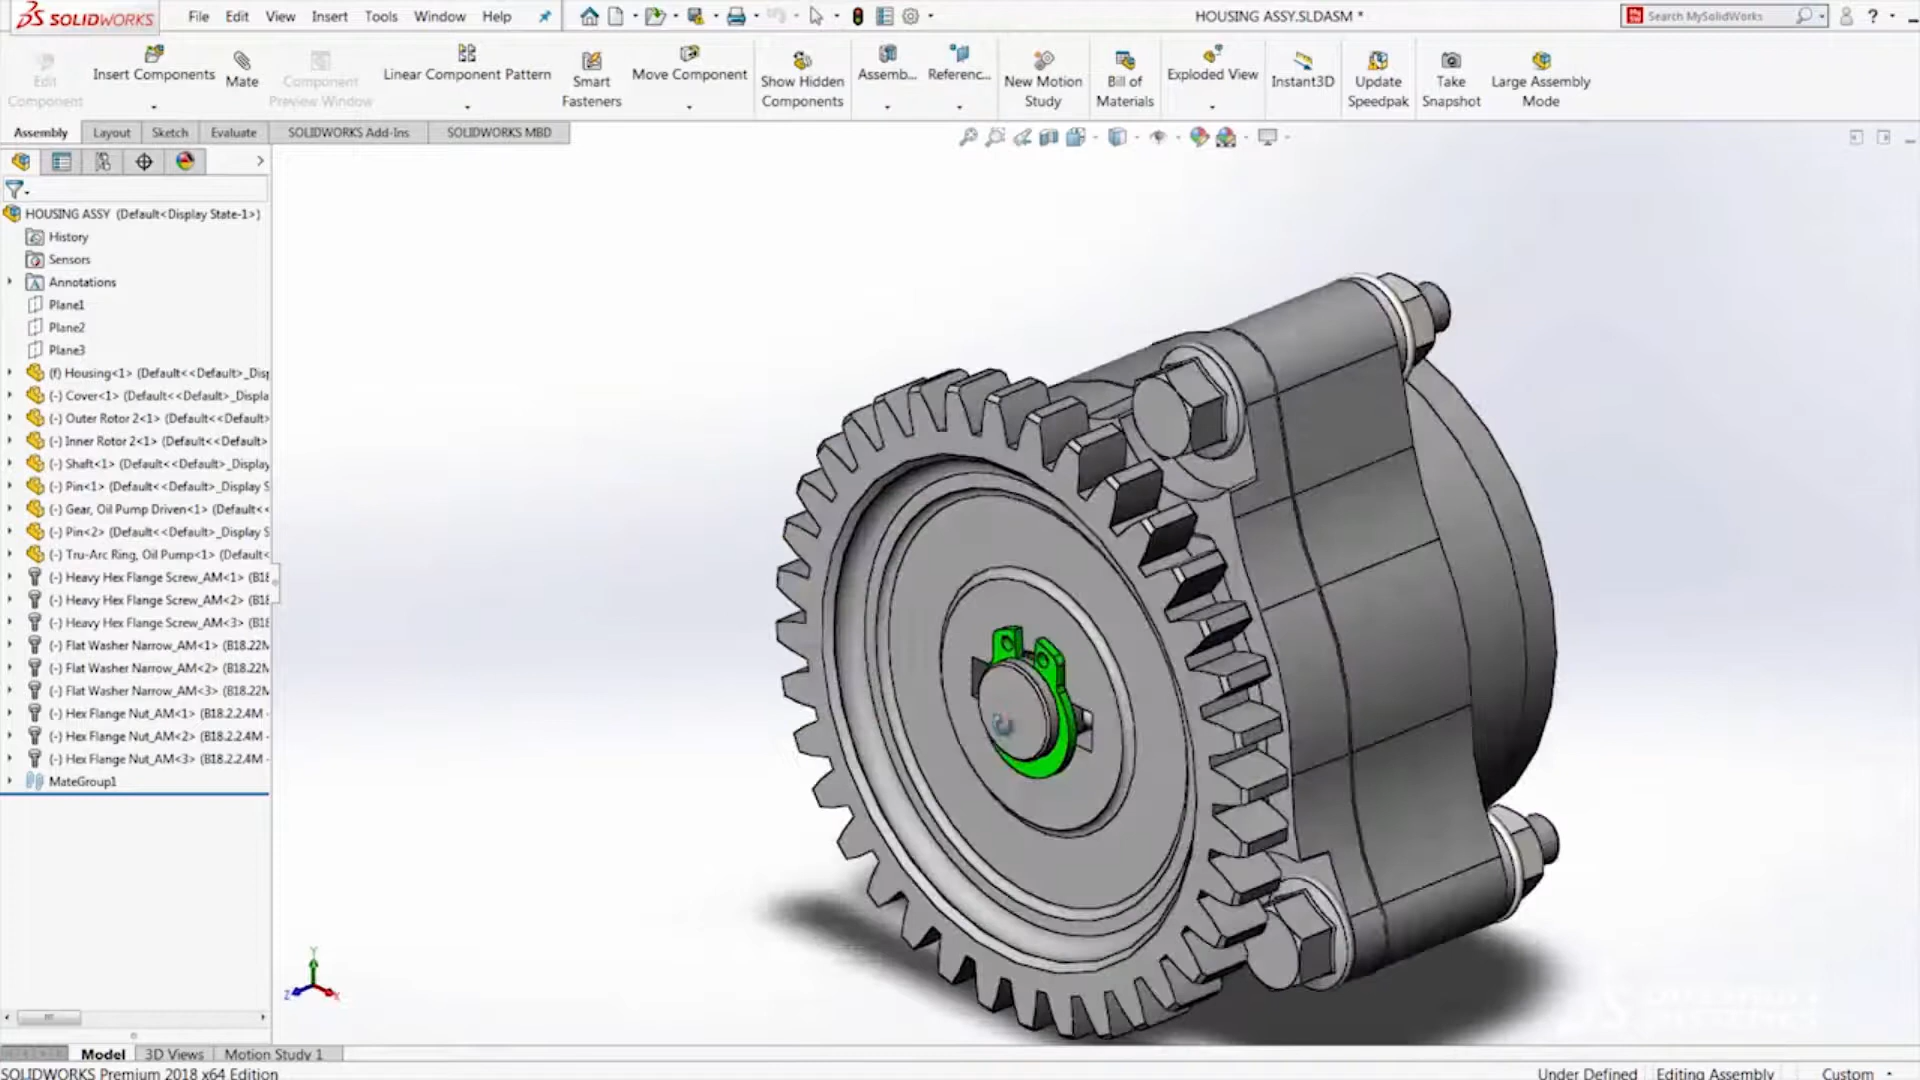 SOLIDWORKS File Edit View Insert Tools Window Help HOUSING ASSY.SLDASM * Search MySolidWorks ?
Edit Component
Insert Components
Mate
Component Preview Window
Linear Component Pattern
Smart Fasteners
Move Component
Show Hidden Components
Assemb...
Referenc...
New Motion Study
Bill of Materials
Exploded View
Instant3D
Update Speedpak
Take Snapshot
Large Assembly Mode
Assembly Layout Sketch Evaluate SOLIDWORKS Add-Ins SOLIDWORKS MBD
HOUSING ASSY (Default<Display State-1>)
History
Sensors
Annotations
Plane1
Plane2
Plane3
(f) Housing<1> (Default<<Default>_Disp
(-) Cover<1> (Default<<Default>_Displa
(-) Outer Rotor 2<1> (Default<<Default>
(-) Inner Rotor 2<1> (Default<<Default>
(-) Shaft<1> (Default<<Default>_Display
(-) Pin<1> (Default<<Default>_Display S
(-) Gear, Oil Pump Driven<1> (Default<<
(-) Pin<2> (Default<<Default>_Display S
(-) Tru-Arc Ring, Oil Pump<1> (Default<
(-) Heavy Hex Flange Screw_AM<1> (B18
(-) Heavy Hex Flange Screw_AM<2> (B18
(-) Heavy Hex Flange Screw_AM<3> (B18
(-) Flat Washer Narrow_AM<1> (B18.22M
(-) Flat Washer Narrow_AM<2> (B18.22M
(-) Flat Washer Narrow_AM<3> (B18.22M
(-) Hex Flange Nut_AM<1> (B18.2.2.4M -
(-) Hex Flange Nut_AM<2> (B18.2.2.4M -
(-) Hex Flange Nut_AM<3> (B18.2.2.4M -
MateGroup1
Y
Z X
Model 3D Views Motion Study 1
SOLIDWORKS Premium 2018 x64 Edition Under Defined Editing Assembly Custom